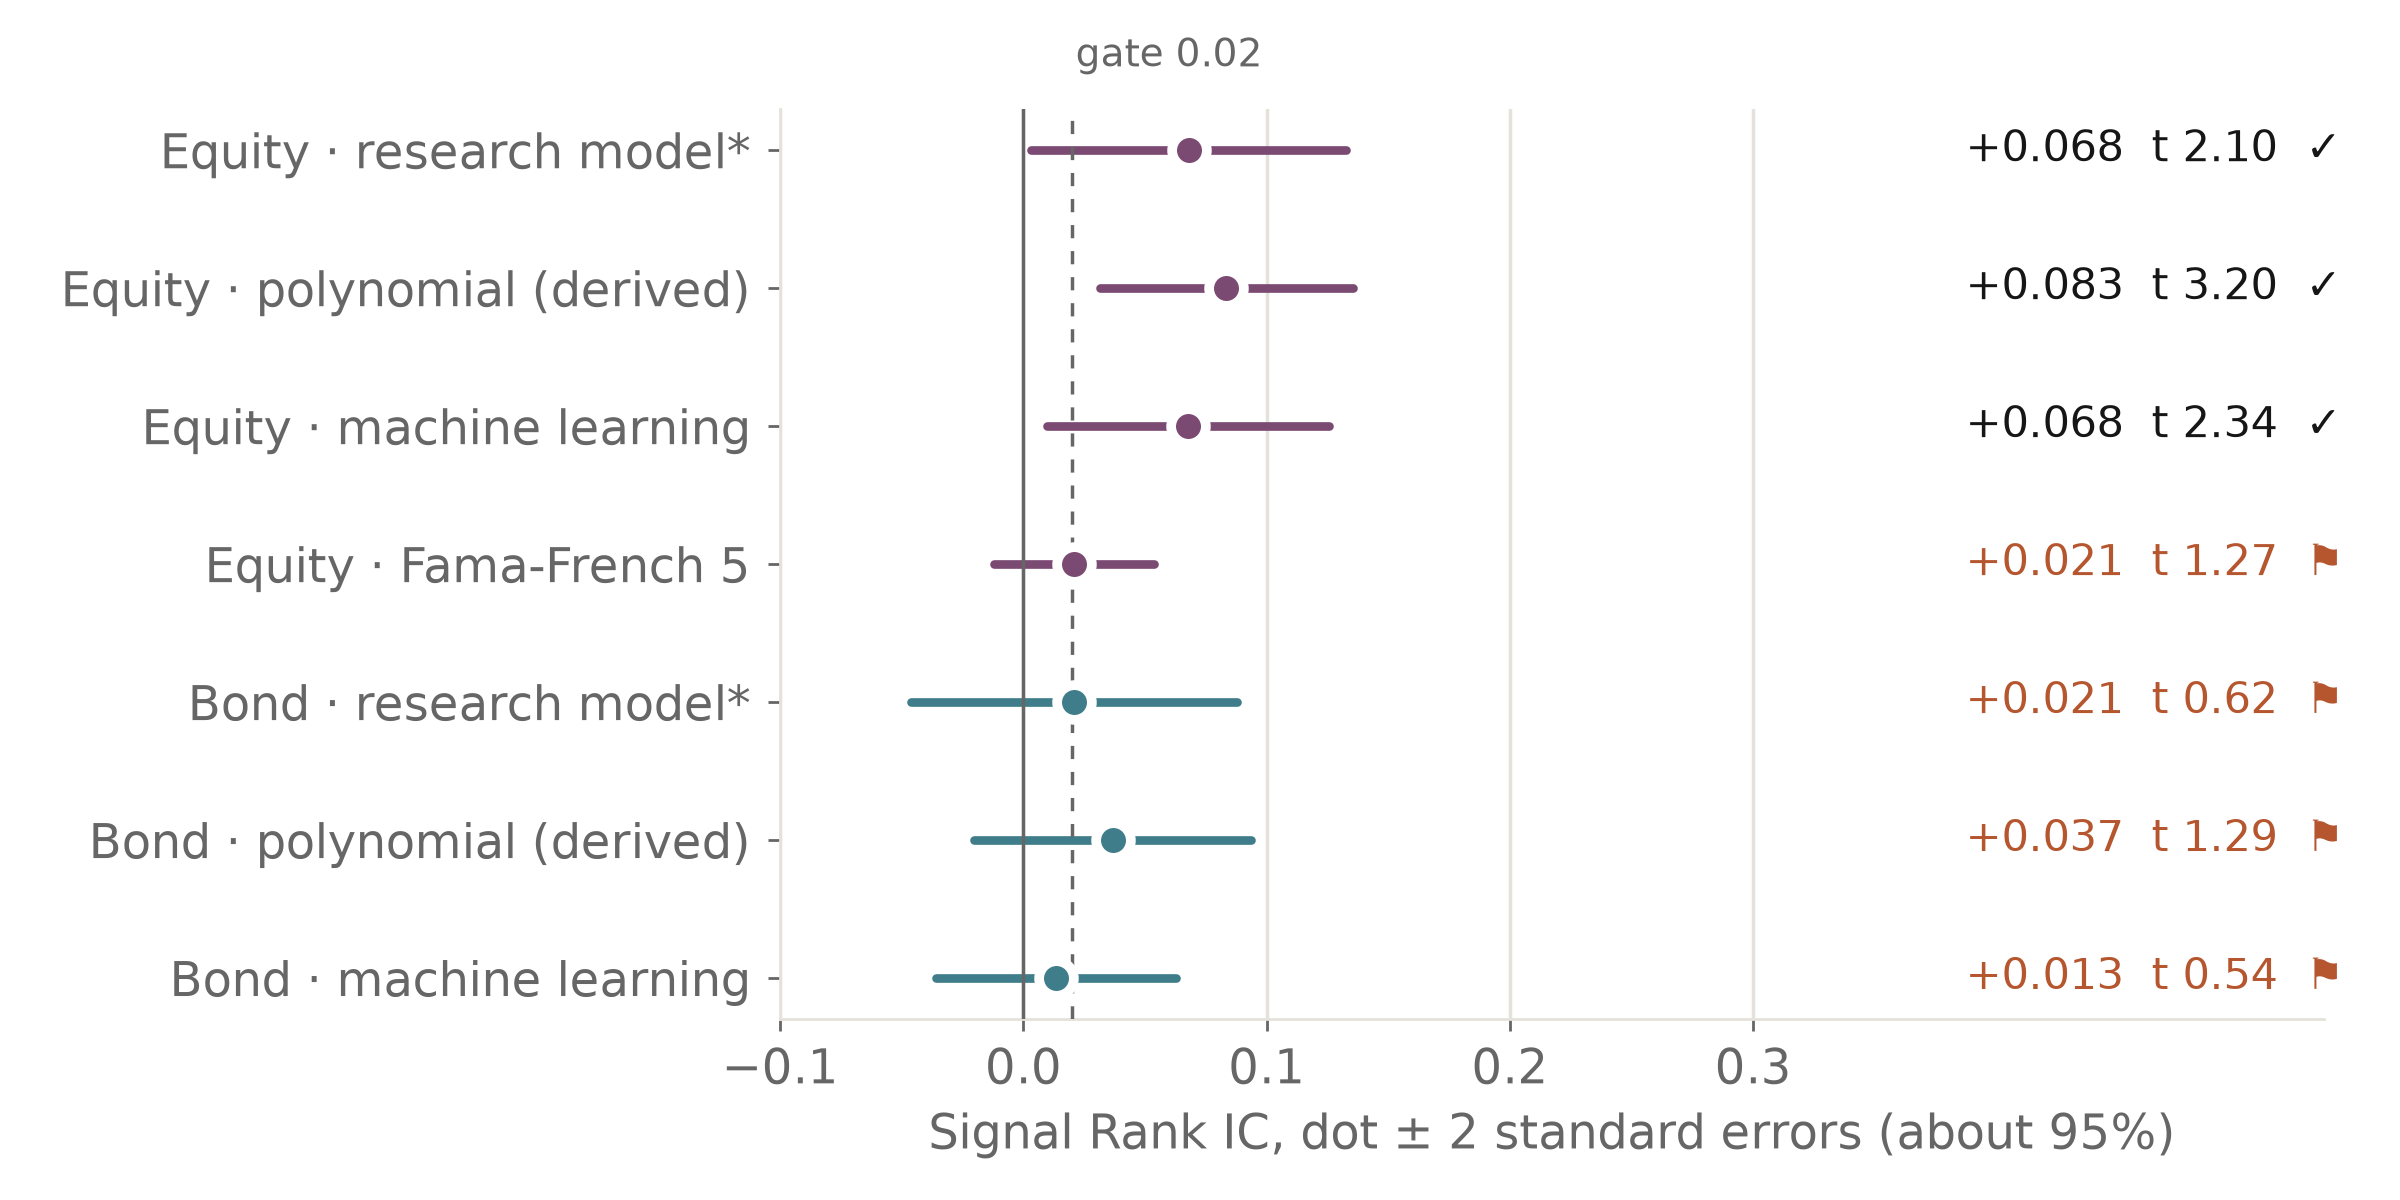 gate 0.02
Equity · research model* +0.068 t 2.10 ✓
Equity · polynomial (derived) +0.083 t 3.20 ✓
Equity · machine learning +0.068 t 2.34 ✓
Equity · Fama-French 5 +0.021 t 1.27 ⚑
Bond · research model* +0.021 t 0.62 ⚑
Bond · polynomial (derived) +0.037 t 1.29 ⚑
Bond · machine learning +0.013 t 0.54 ⚑
−0.1 0.0 0.1 0.2 0.3
Signal Rank IC, dot ± 2 standard errors (about 95%)